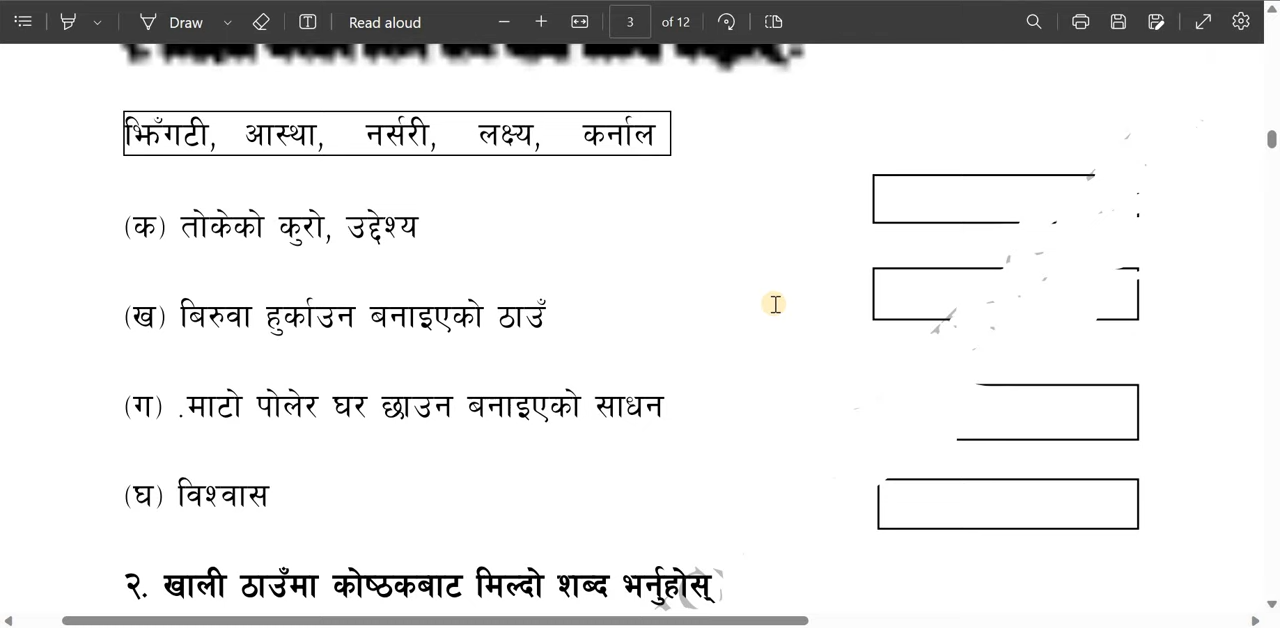 Draw Read aloud 3 of 12
झिँगटी, आस्था, नर्सरी, लक्ष्य, कर्नाल
(क) तोकेको कुरो, उद्देश्य
(ख) बिरुवा हुर्काउन बनाइएको ठाउँ
(ग) .माटो पोलेर घर छाउन बनाइएको साधन
(घ) विश्वास
२. खाली ठाउँमा कोष्ठकबाट मिल्दो शब्द भर्नुहोस्